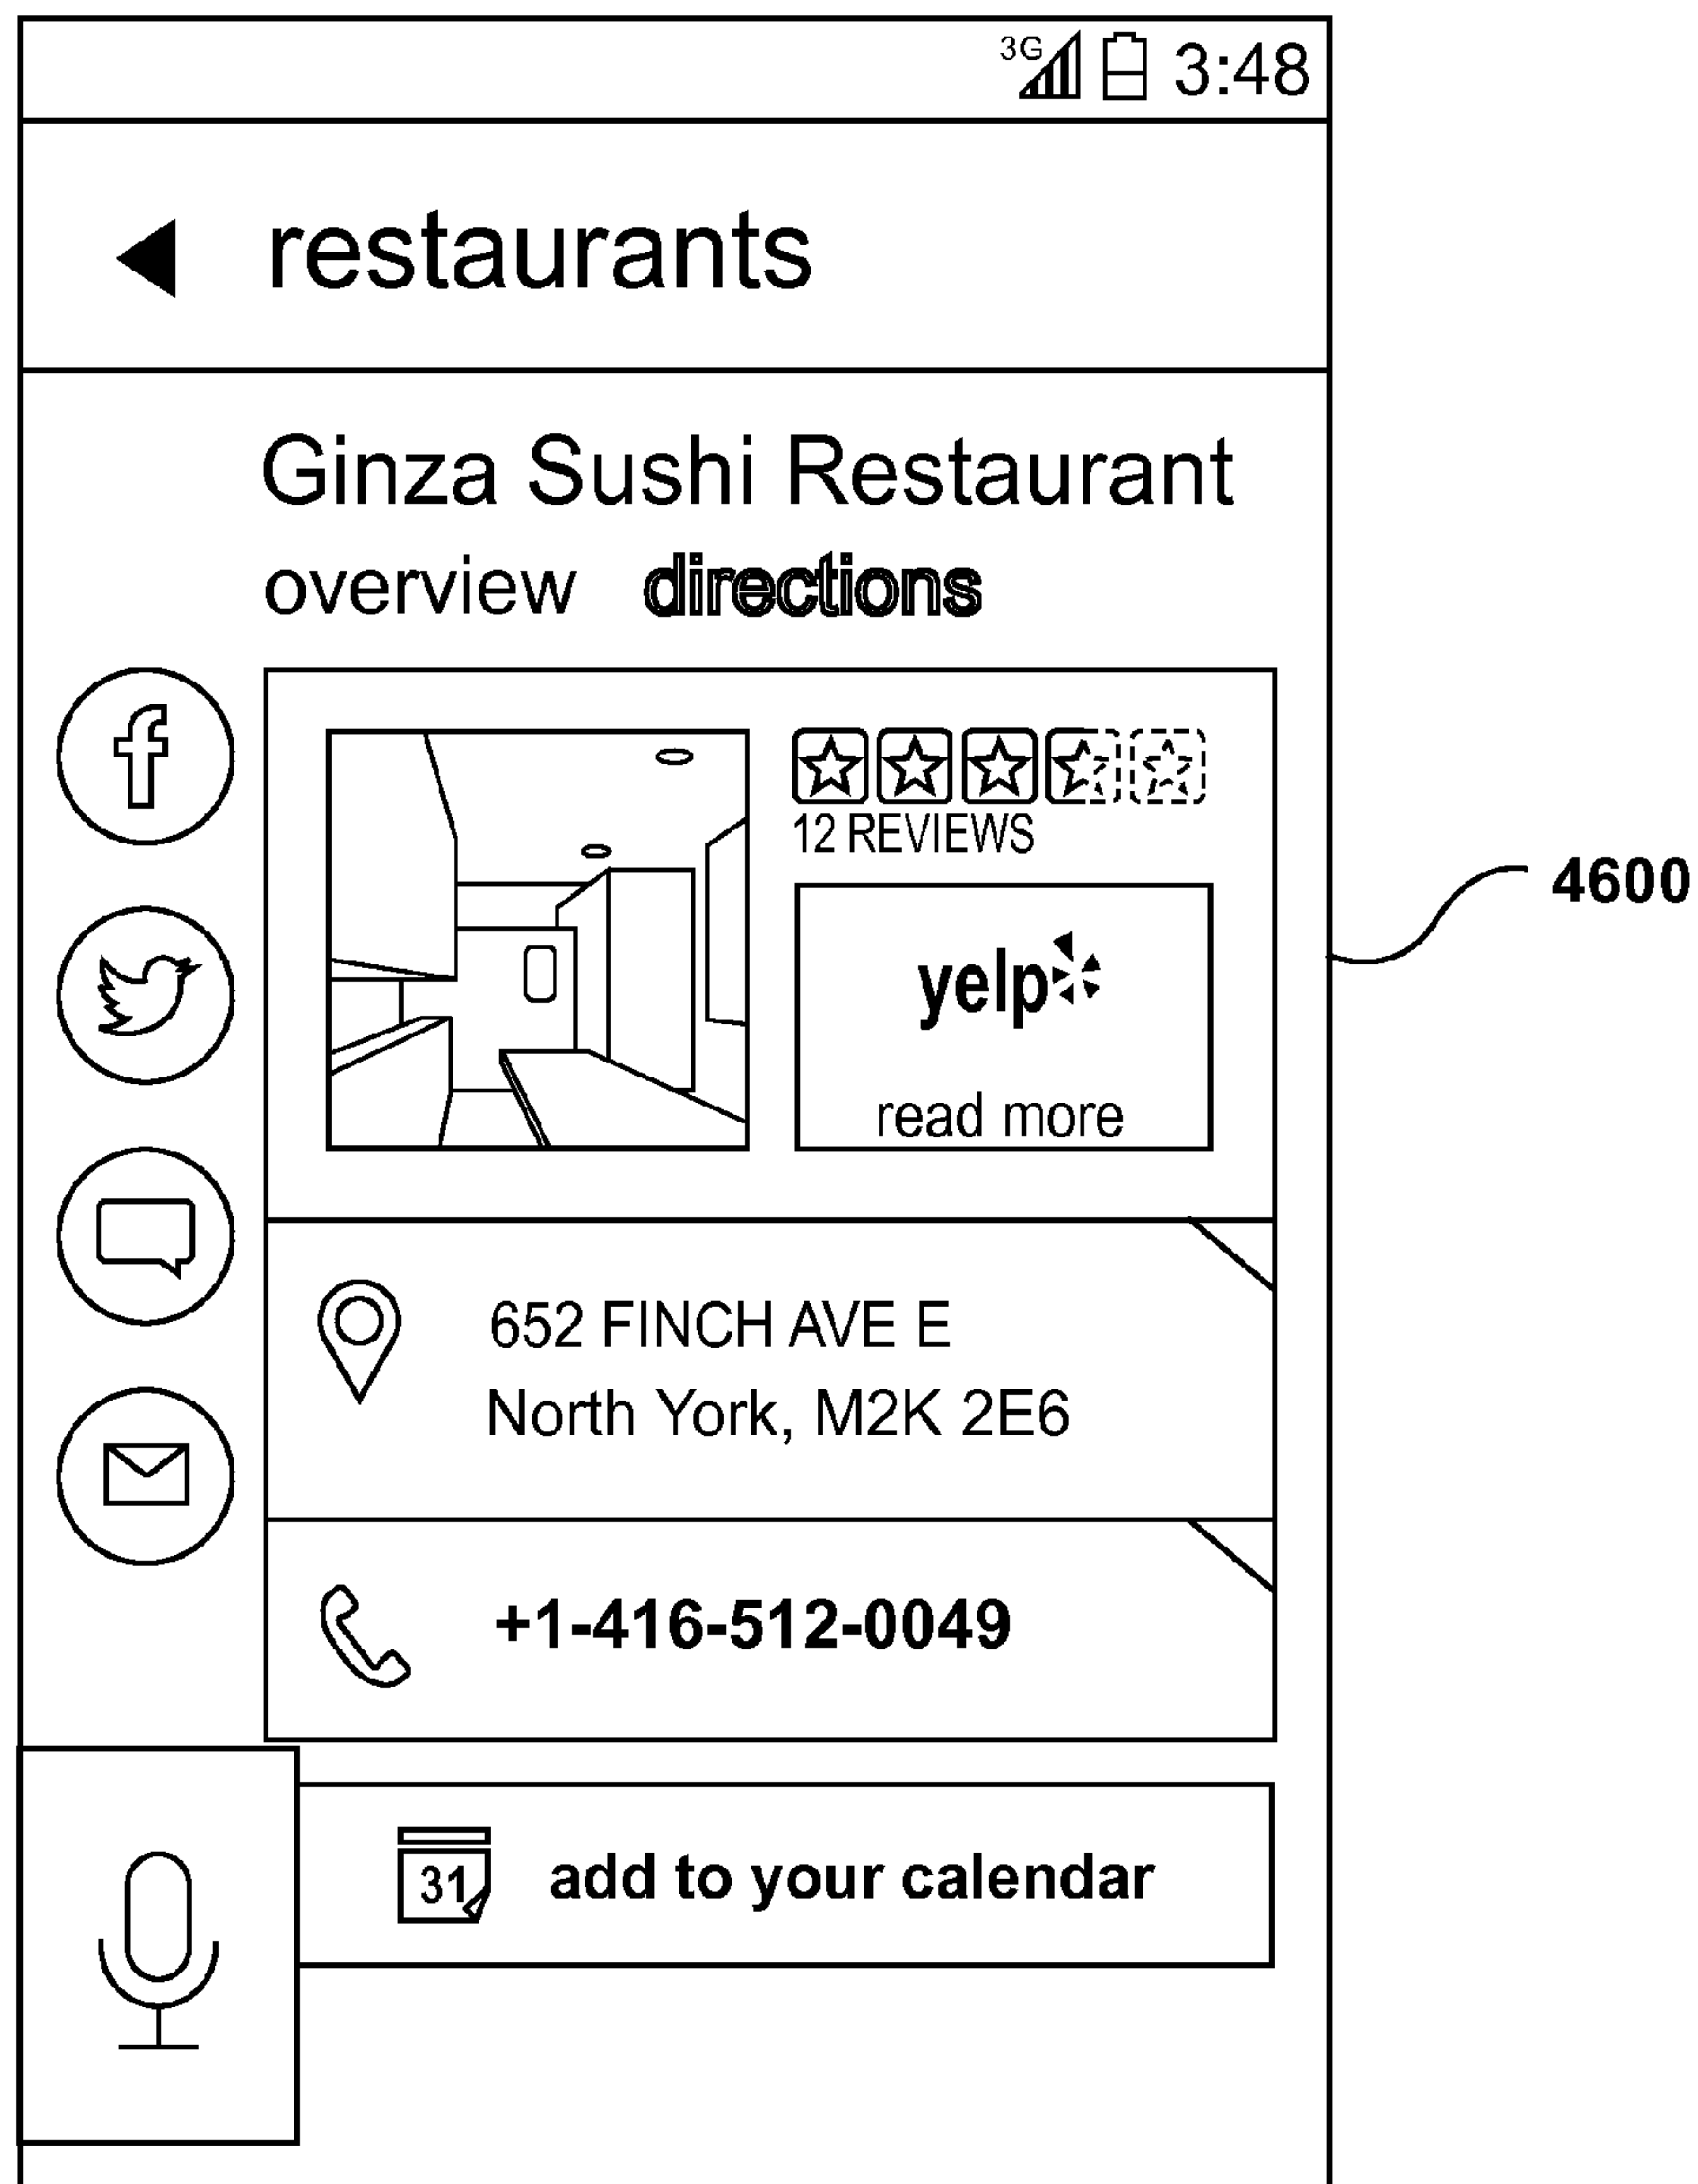 3G 3:48
restaurants
Ginza Sushi Restaurant
overview directions
12 REVIEWS
4600
yelp
read more
652 FINCH AVE E
North York, M2K 2E6
+1-416-512-0049
31 add to your calendar